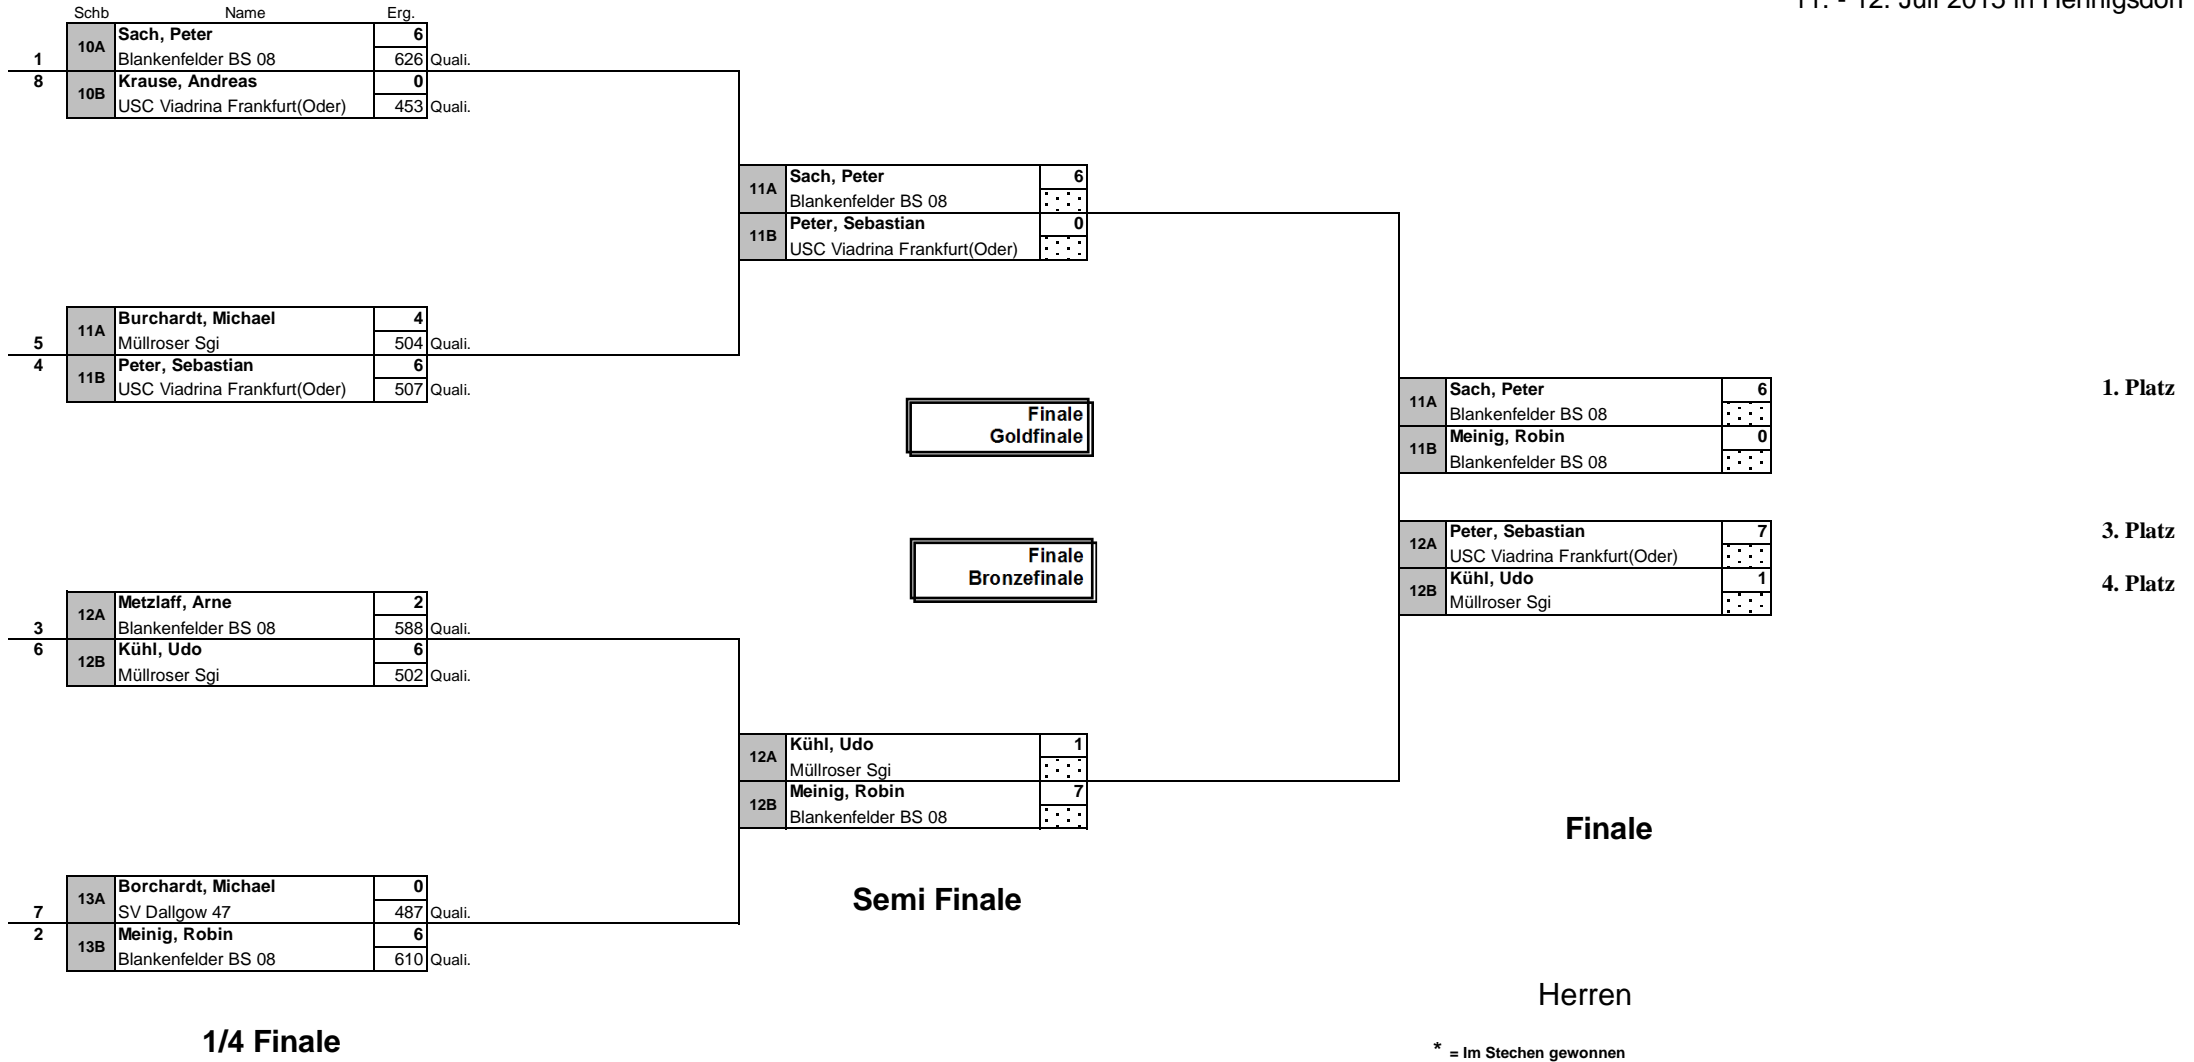 11. - 12. Juli 2015 in Hennigsdorf
Schb Name Erg.
10A Sach, Peter 6
1 Blankenfelder BS 08 626 Quali.
8 10B Krause, Andreas 0
USC Viadrina Frankfurt(Oder) 453 Quali.
11A Sach, Peter 6
Blankenfelder BS 08
11B Peter, Sebastian 0
USC Viadrina Frankfurt(Oder)
11A Burchardt, Michael 4
5 Müllroser Sgi 504 Quali.
4 11B Peter, Sebastian 6
USC Viadrina Frankfurt(Oder) 507 Quali.
11A Sach, Peter 6 1. Platz
Blankenfelder BS 08
11B Meinig, Robin 0
Blankenfelder BS 08
Finale
Goldfinale
12A Peter, Sebastian 7 3. Platz
USC Viadrina Frankfurt(Oder)
12B Kühl, Udo 1 4. Platz
Müllroser Sgi
Finale
Bronzefinale
12A Metzlaff, Arne 2
3 Blankenfelder BS 08 588 Quali.
6 12B Kühl, Udo 6
Müllroser Sgi 502 Quali.
12A Kühl, Udo 1
Müllroser Sgi
12B Meinig, Robin 7
Blankenfelder BS 08
Finale
13A Borchardt, Michael 0
7 SV Dallgow 47 487 Quali.
2 13B Meinig, Robin 6
Blankenfelder BS 08 610 Quali.
Semi Finale
Herren
1/4 Finale
* = Im Stechen gewonnen